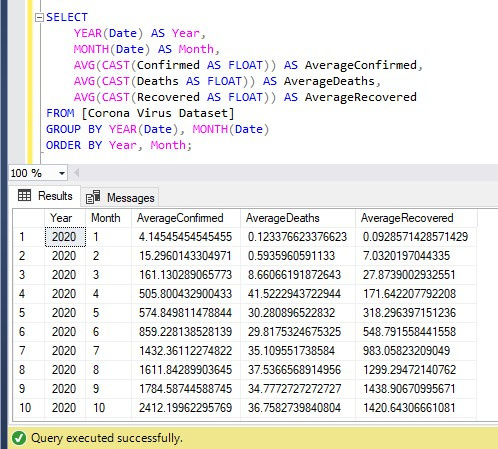 SELECT
YEAR(Date) AS Year,
MONTH(Date) AS Month,
AVG(CAST(Confirmed AS FLOAT)) AS AverageConfirmed,
AVG(CAST(Deaths AS FLOAT)) AS AverageDeaths,
AVG(CAST(Recovered AS FLOAT)) AS AverageRecovered
FROM [Corona Virus Dataset]
GROUP BY YEAR(Date), MONTH(Date)
ORDER BY Year, Month;
100 %
Results Messages
Year Month AverageConfirmed AverageDeaths AverageRecovered
1 2020 1 4.14545454545455 0.123376623376623 0.0928571428571429
2 2020 2 15.2960143304971 0.5935960591133 7.0320197044335
3 2020 3 161.130289065773 8.66066191872643 27.8739002932551
4 2020 4 505.800432900433 41.5222943722944 171.642207792208
5 2020 5 574.849811478844 30.280896522832 318.296397151236
6 2020 6 859.228138528139 29.8175324675325 548.791558441558
7 2020 7 1432.36112274822 35.109551738584 983.05823209049
8 2020 8 1611.84289903645 37.5366568914956 1299.29472140762
9 2020 9 1784.58744588745 34.7772727272727 1438.90670995671
10 2020 10 2412.19962295769 36.7582739840804 1420.64306661081
Query executed successfully.